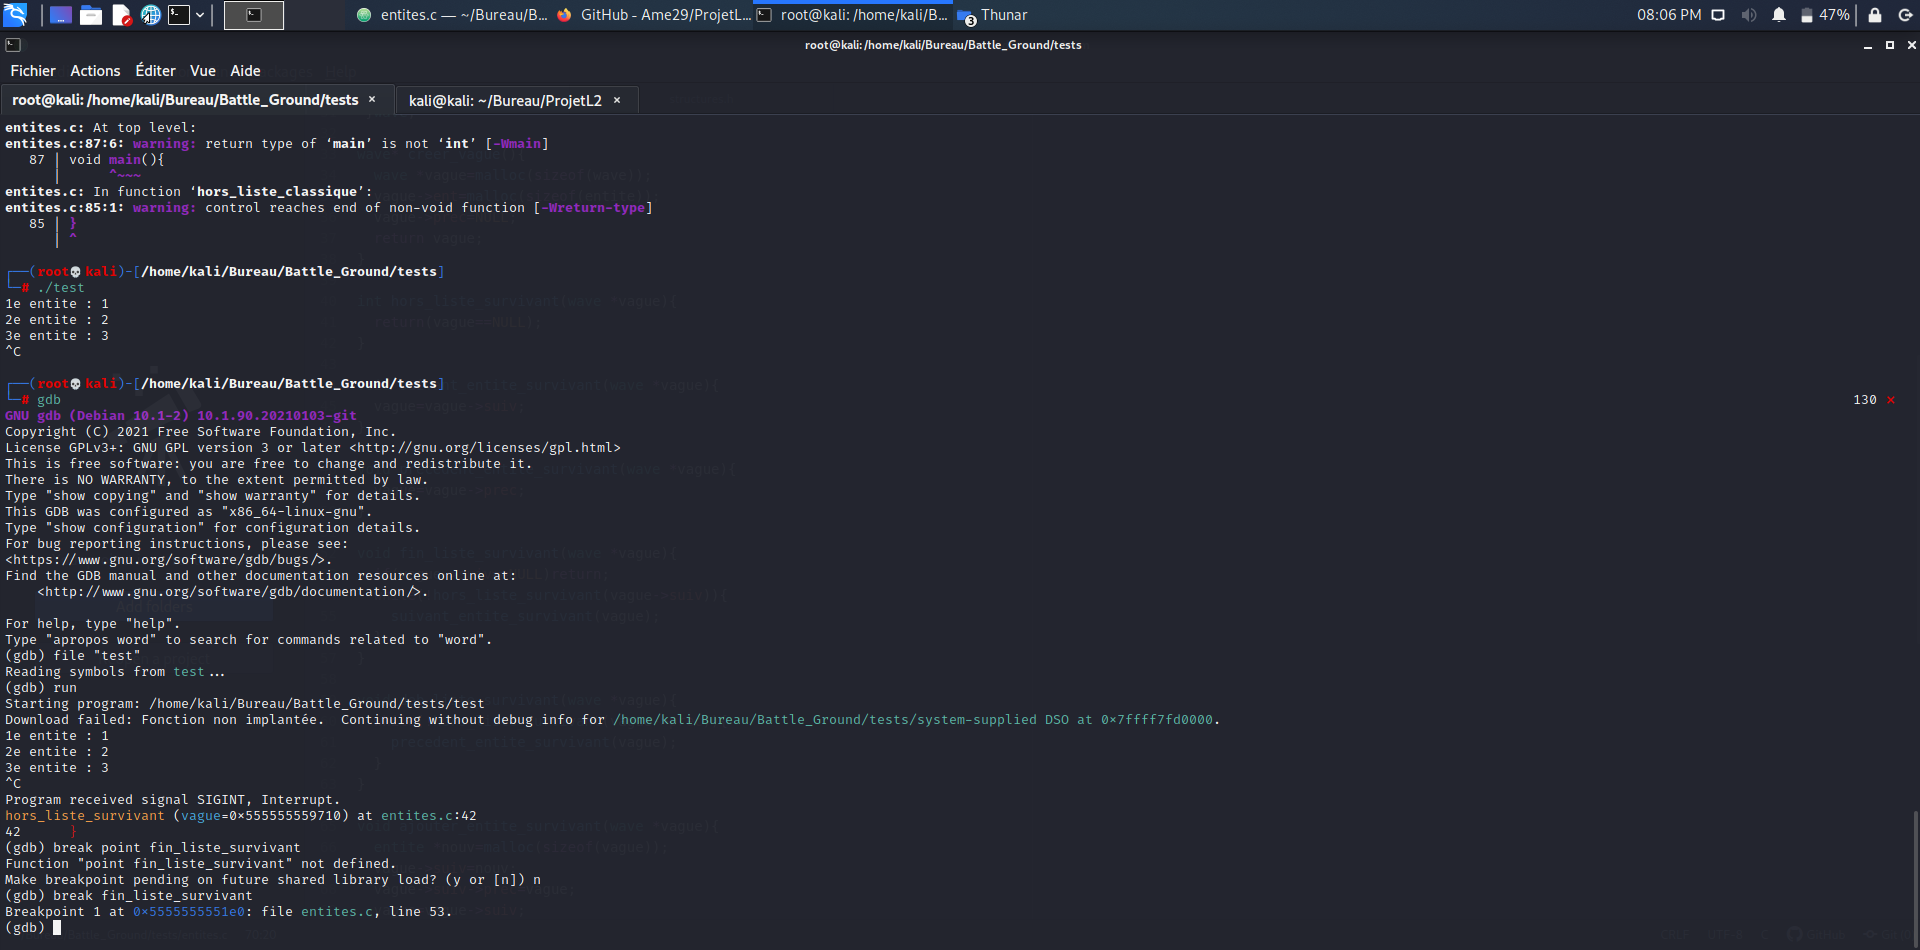 entites.c — ~/Bureau/B... GitHub - Ame29/ProjetL... root@kali: /home/kali/B... 3 Thunar 08:06 PM 47%
root@kali: /home/kali/Bureau/Battle_Ground/tests
Fichier Actions Éditer Vue Aide
root@kali: /home/kali/Bureau/Battle_Ground/tests × kali@kali: ~/Bureau/ProjetL2 ×
entites.c: At top level:
entites.c:87:6: warning: return type of ‘main’ is not ‘int’ [-Wmain]
87 | void main(){
| ^~~~
entites.c: In function ‘hors_liste_classique’:
entites.c:85:1: warning: control reaches end of non-void function [-Wreturn-type]
85 | }
| ^
┌──(root💀kali)-[/home/kali/Bureau/Battle_Ground/tests]
└─# ./test
1e entite : 1
2e entite : 2
3e entite : 3
^C
┌──(root💀kali)-[/home/kali/Bureau/Battle_Ground/tests]
└─# gdb 130 ×
GNU gdb (Debian 10.1-2) 10.1.90.20210103-git
Copyright (C) 2021 Free Software Foundation, Inc.
License GPLv3+: GNU GPL version 3 or later <http://gnu.org/licenses/gpl.html>
This is free software: you are free to change and redistribute it.
There is NO WARRANTY, to the extent permitted by law.
Type "show copying" and "show warranty" for details.
This GDB was configured as "x86_64-linux-gnu".
Type "show configuration" for configuration details.
For bug reporting instructions, please see:
<https://www.gnu.org/software/gdb/bugs/>.
Find the GDB manual and other documentation resources online at:
<http://www.gnu.org/software/gdb/documentation/>.
For help, type "help".
Type "apropos word" to search for commands related to "word".
(gdb) file "test"
Reading symbols from test...
(gdb) run
Starting program: /home/kali/Bureau/Battle_Ground/tests/test
Download failed: Fonction non implantée.  Continuing without debug info for /home/kali/Bureau/Battle_Ground/tests/system-supplied DSO at 0x7ffff7fd0000.
1e entite : 1
2e entite : 2
3e entite : 3
^C
Program received signal SIGINT, Interrupt.
hors_liste_survivant (vague=0x555555559710) at entites.c:42
42 }
(gdb) break point fin_liste_survivant
Function "point fin_liste_survivant" not defined.
Make breakpoint pending on future shared library load? (y or [n]) n
(gdb) break fin_liste_survivant
Breakpoint 1 at 0x5555555551e0: file entites.c, line 53.
(gdb)